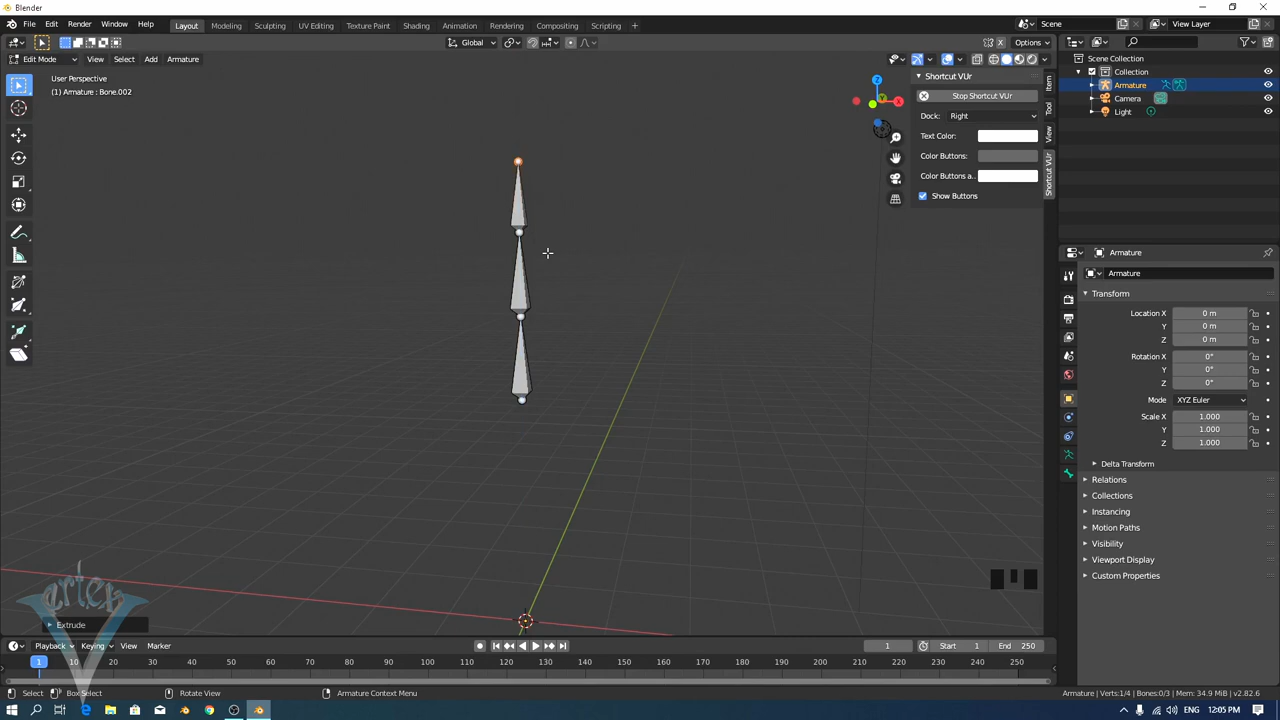 Blender
File Edit Render Window Help Layout Modeling Sculpting UV Editing Texture Paint Shading Animation Rendering Compositing Scripting + Scene View Layer
Global Options
Edit Mode View Select Add Armature
User Perspective
(1) Armature : Bone.002
Shortcut VUr
Stop Shortcut VUr
Dock: Right
Text Color:
Color Buttons:
Color Buttons a..
Show Buttons
Item
Tool
View
Shortcut VUr
X
Z
Y
Scene Collection
Collection
Armature
Camera
Light
Armature
Armature
Transform
Location X 0 m
Y 0 m
Z 0 m
Rotation X 0°
Y 0°
Z 0°
Mode XYZ Euler
Scale X 1.000
Y 1.000
Z 1.000
Delta Transform
Relations
Collections
Instancing
Motion Paths
Visibility
Viewport Display
Custom Properties
Vertex
Extrude
Playback Keying View Marker 1 Start 1 End 250
1 10 20 30 40 50 60 70 80 90 100 110 120 130 140 150 160 170 180 190 200 210 220 230 240 250
Select Box Select Rotate View Armature Context Menu Armature | Verts:1/4 | Bones:0/3 | Mem: 34.9 MiB | v2.82.6
ENG 12:05 PM